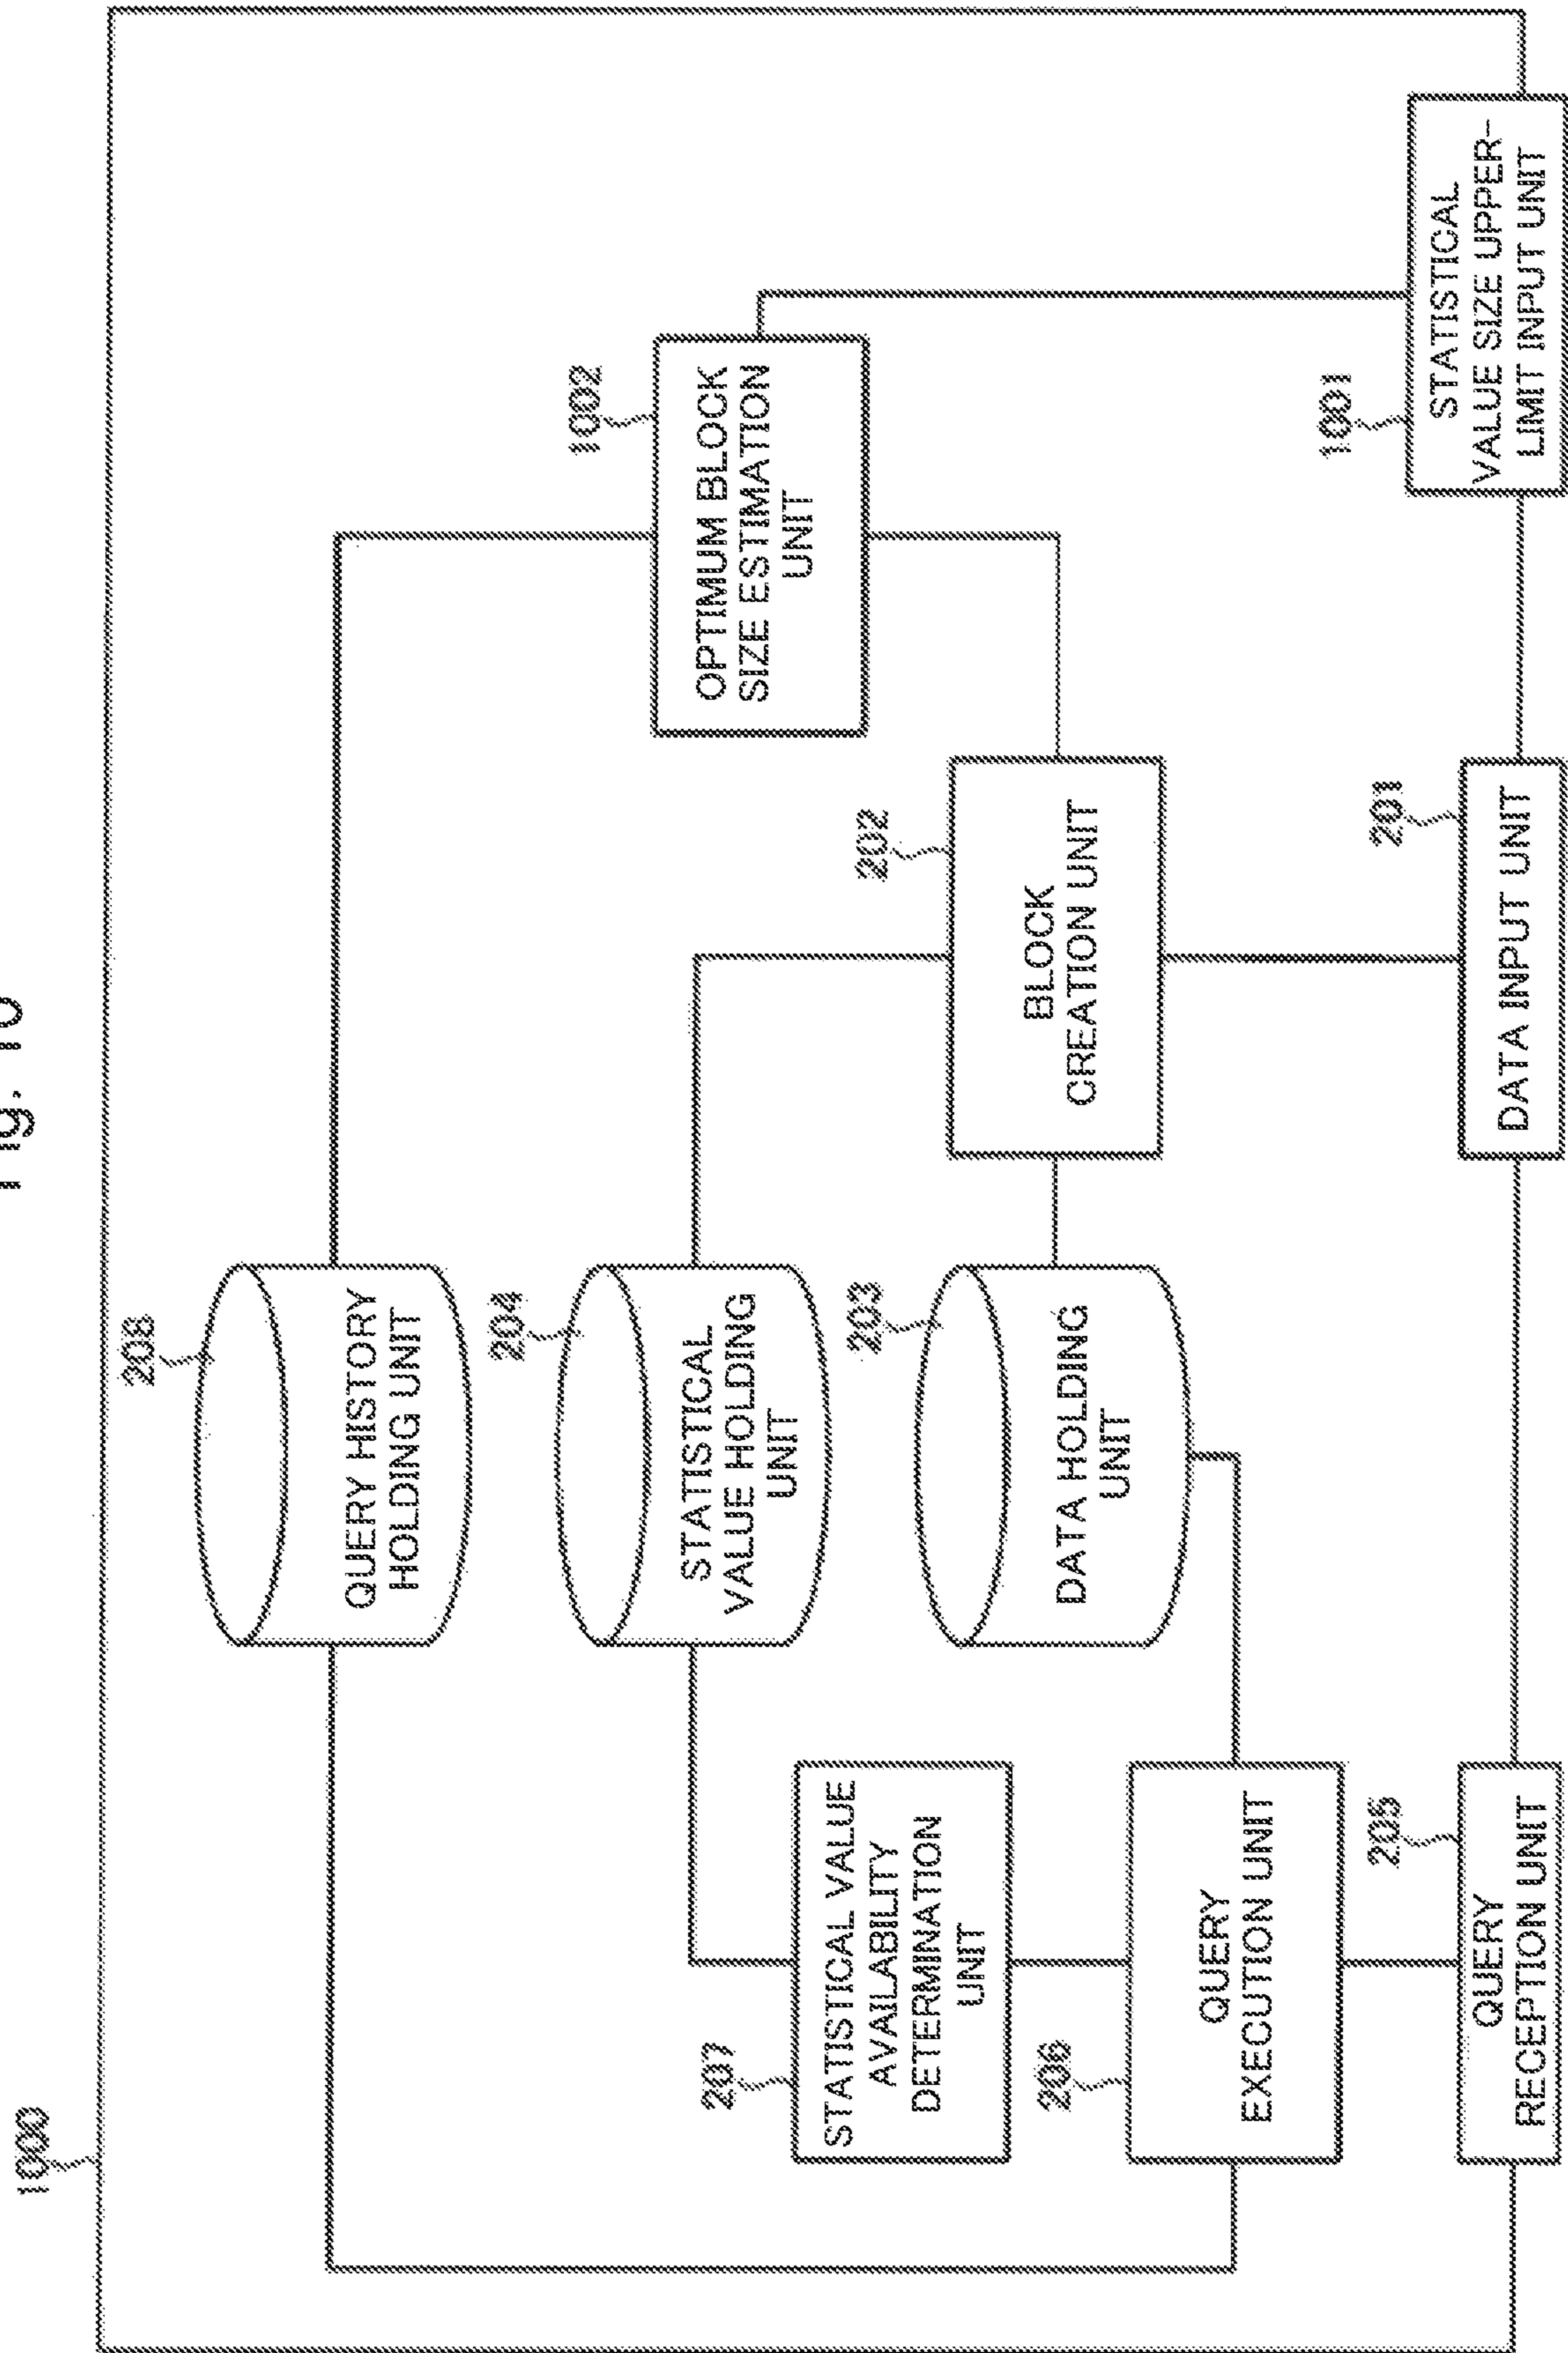 Fig. 10
1000
208
QUERY HISTORY
HOLDING UNIT
204
STATISTICAL
VALUE HOLDING
UNIT
1002
OPTIMUM BLOCK
SIZE ESTIMATION
UNIT
207
STATISTICAL VALUE
AVAILABILITY
DETERMINATION
UNIT
203
DATA HOLDING
UNIT
202
BLOCK
CREATION UNIT
206
QUERY
EXECUTION UNIT
205
QUERY
RECEPTION UNIT
201
DATA INPUT UNIT
1001
STATISTICAL
VALUE SIZE UPPER-
LIMIT INPUT UNIT